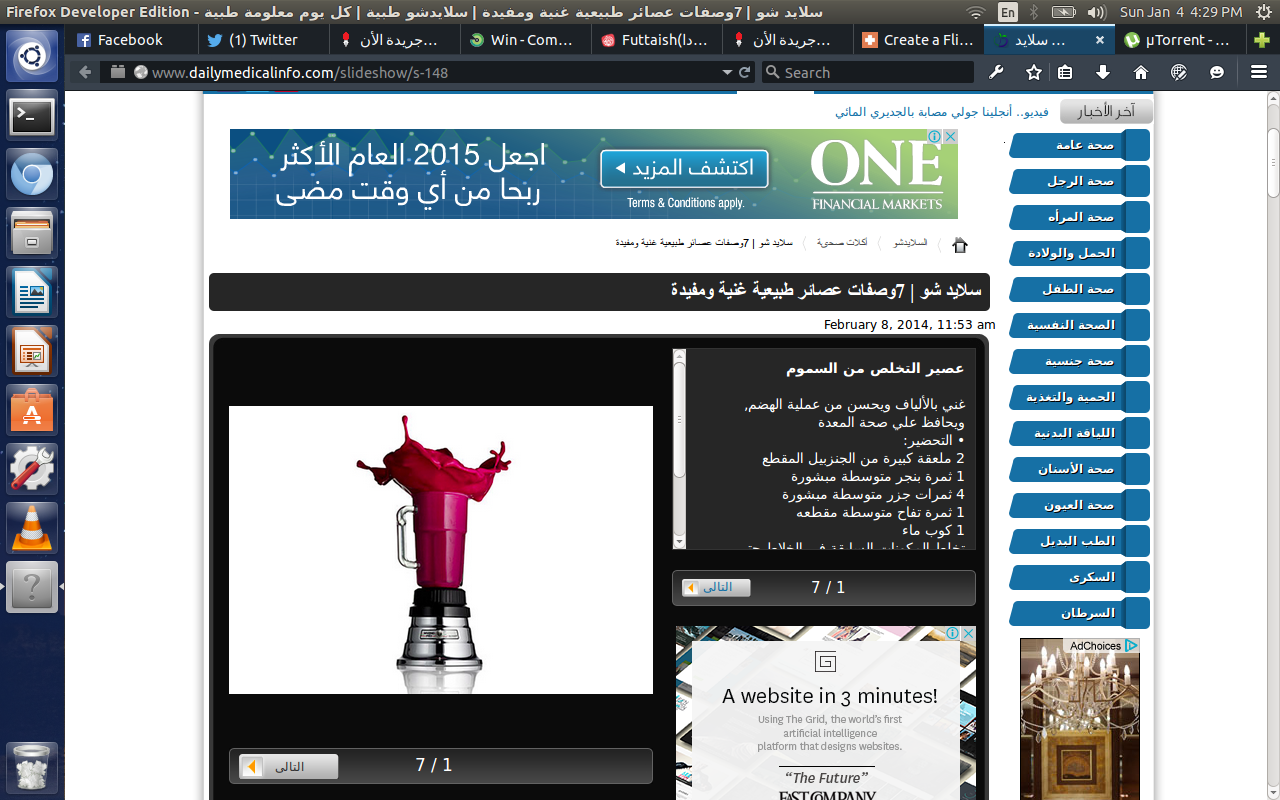 Firefox Developer Edition - سلايد شو | 7وصفات عصائر طبيعية غنية ومفيدة | سلايدشو طبية | كل يوم معلومة طبية
En
Sun Jan 4 4:29 PM
Facebook
(1) Twitter
جريدة الأن...
Win - Com...
Futtaish(دا...
جريدة الأن...
Create a Fli...
سلايد ...
µTorrent - ...
www.dailymedicalinfo.com/slideshow/s-148
Search
آخر الأخبار
فيديو.. أنجلينا جولي مصابة بالجديري المائي
اجعل 2015 العام الأكثر
ربحا من أي وقت مضى
اكتشف المزيد
Terms & Conditions apply.
ONE
FINANCIAL MARKETS
السلايدشو
أكلات صحية
سلايد شو | 7وصفات عصائر طبيعية غنية ومفيدة
سلايد شو | 7وصفات عصائر طبيعية غنية ومفيدة
February 8, 2014, 11:53 am
عصير التخلص من السموم
غني بالألياف ويحسن من عملية الهضم,
ويحافظ علي صحة المعدة
• التحضير:
2 ملعقة كبيرة من الجنزبيل المقطع
1 ثمرة بنجر متوسطة مبشورة
4 ثمرات جزر متوسطة مبشورة
1 ثمرة تفاح متوسطة مقطعه
1 كوب ماء
تخلط المكونات السابقة في الخلاط حتى
التالى
7 / 1
التالى
7 / 1
A website in 3 minutes!
Using The Grid, the world's first
artificial intelligence
platform that designs websites.
“The Future”
FAST COMPANY
صحة عامة
صحة الرجل
صحة المرأه
الحمل والولادة
صحة الطفل
الصحة النفسية
صحة جنسية
الحمية والتغذية
اللياقة البدنية
صحة الأسنان
صحة العيون
الطب البديل
السكرى
السرطان
AdChoices